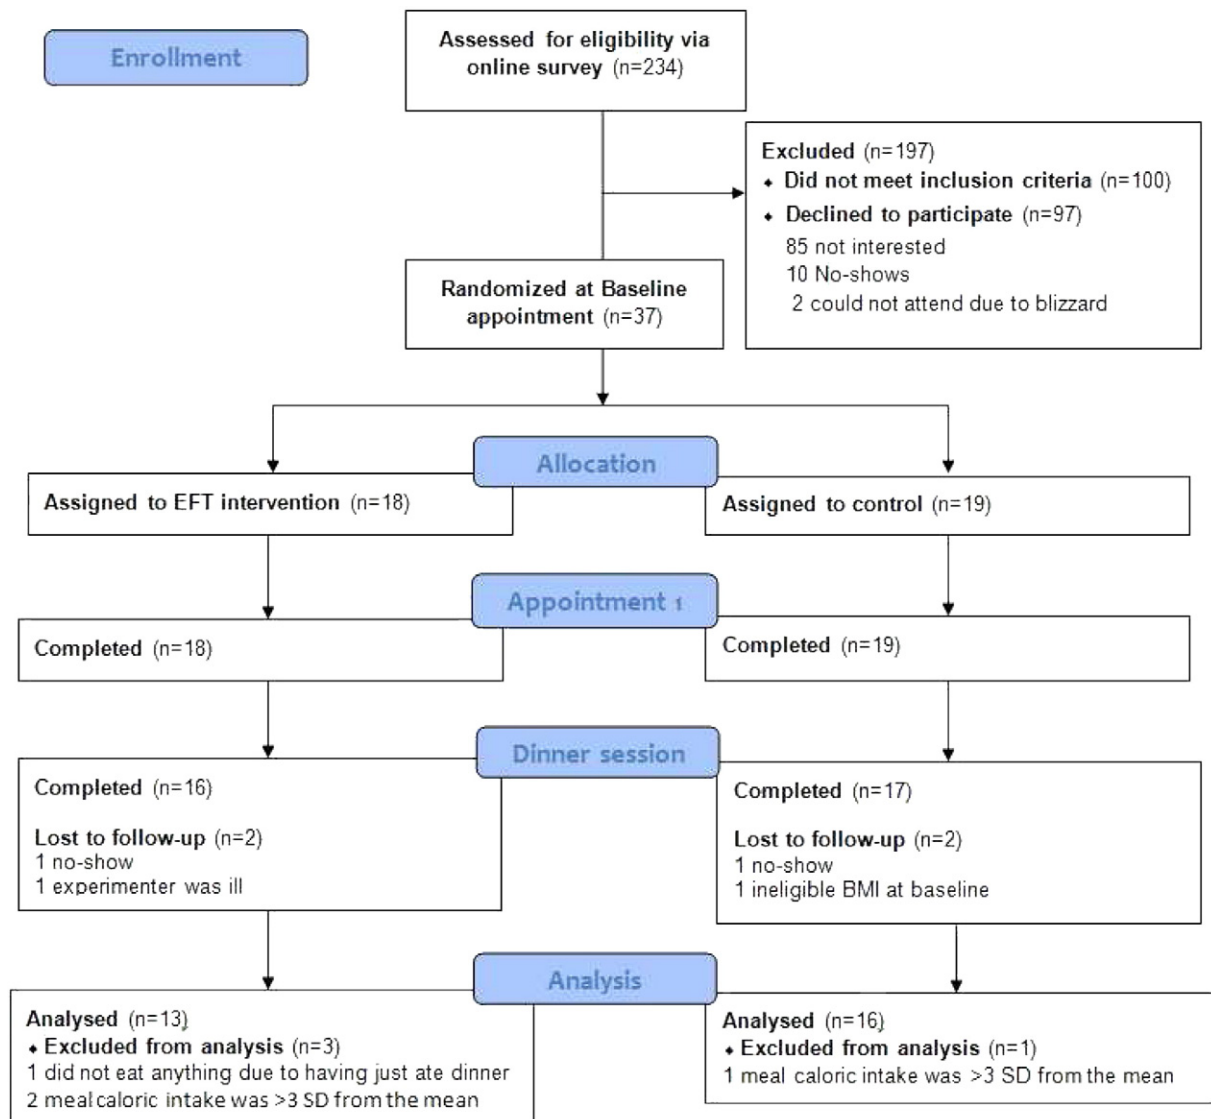 Enrollment
Assessed for eligibility via
online survey (n=234)
Excluded (n=197)
⬥ Did not meet inclusion criteria (n=100)
⬥ Declined to participate (n=97)
85 not interested
10 No-shows
2 could not attend due to blizzard
Randomized at Baseline
appointment (n=37)
Allocation
Assigned to EFT intervention (n=18)
Assigned to control (n=19)
Appointment 1
Completed (n=18)
Completed (n=19)
Dinner session
Completed (n=16)
Lost to follow-up (n=2)
1 no-show
1 experimenter was ill
Completed (n=17)
Lost to follow-up (n=2)
1 no-show
1 ineligible BMI at baseline
Analysis
Analysed (n=13)
⬥ Excluded from analysis (n=3)
1 did not eat anything due to having just ate dinner
2 meal caloric intake was >3 SD from the mean
Analysed (n=16)
⬥ Excluded from analysis (n=1)
1 meal caloric intake was >3 SD from the mean